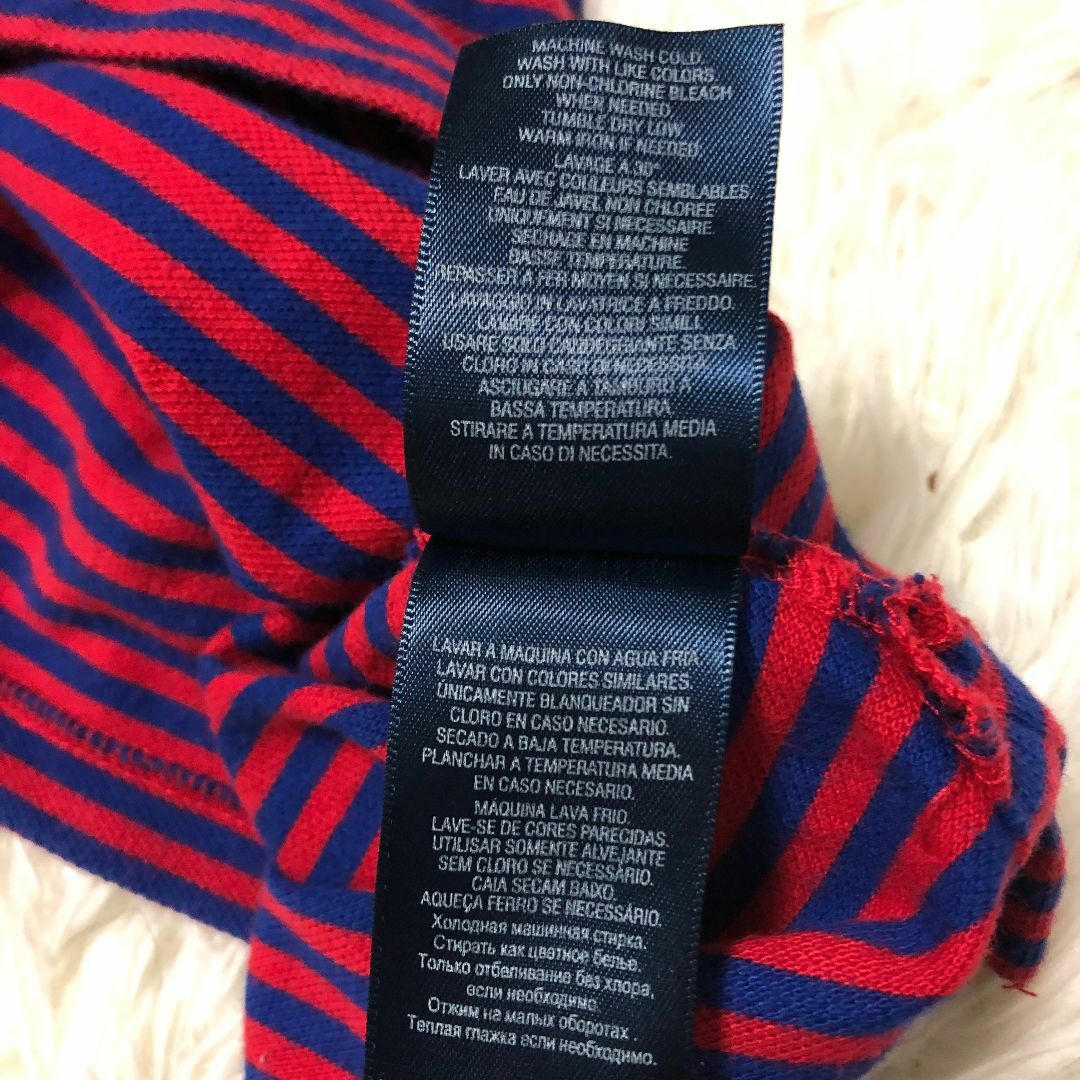 MACHINE WASH COLD.
WASH WITH LIKE COLORS.
ONLY NON-CHLORINE BLEACH
WHEN NEEDED.
TUMBLE DRY LOW.
WARM IRON IF NEEDED.
LAVAGE A 30°
LAVER AVEC COULEURS SEMBLABLES
EAU DE JAVEL NON CHLOREE
UNIQUEMENT SI NECESSAIRE.
SECHAGE EN MACHINE
BASSE TEMPERATURE.
REPASSER A FER MOYEN SI NECESSAIRE.
LAVAGGIO IN LAVATRICE A FREDDO.
LAVARE CON COLORI SIMILI.
USARE SOLO CANDEGGIANTE SENZA
CLORO IN CASO DI NECESSITA.
ASCIUGARE A TAMBURO A
BASSA TEMPERATURA.
STIRARE A TEMPERATURA MEDIA
IN CASO DI NECESSITA.
LAVAR A MAQUINA CON AGUA FRIA
LAVAR CON COLORES SIMILARES.
ÚNICAMENTE BLANQUEADOR SIN
CLORO EN CASO NECESARIO.
SECADO A BAJA TEMPERATURA.
PLANCHAR A TEMPERATURA MEDIA
EN CASO NECESARIO.
MÁQUINA LAVA FRIO.
LAVE-SE DE CORES PARECIDAS.
UTILISAR SOMENTE ALVEJANTE
SEM CLORO SE NECESSÁRIO.
CAIA SECAM BAIXO.
AQUEÇA FERRO SE NECESSÁRIO.
Холодная машинная стирка.
Стирать как цветное белье.
Только отбеливание без хлора,
если необходимо.
Отжим на малых оборотах .
Теплая глажка если необходимо.